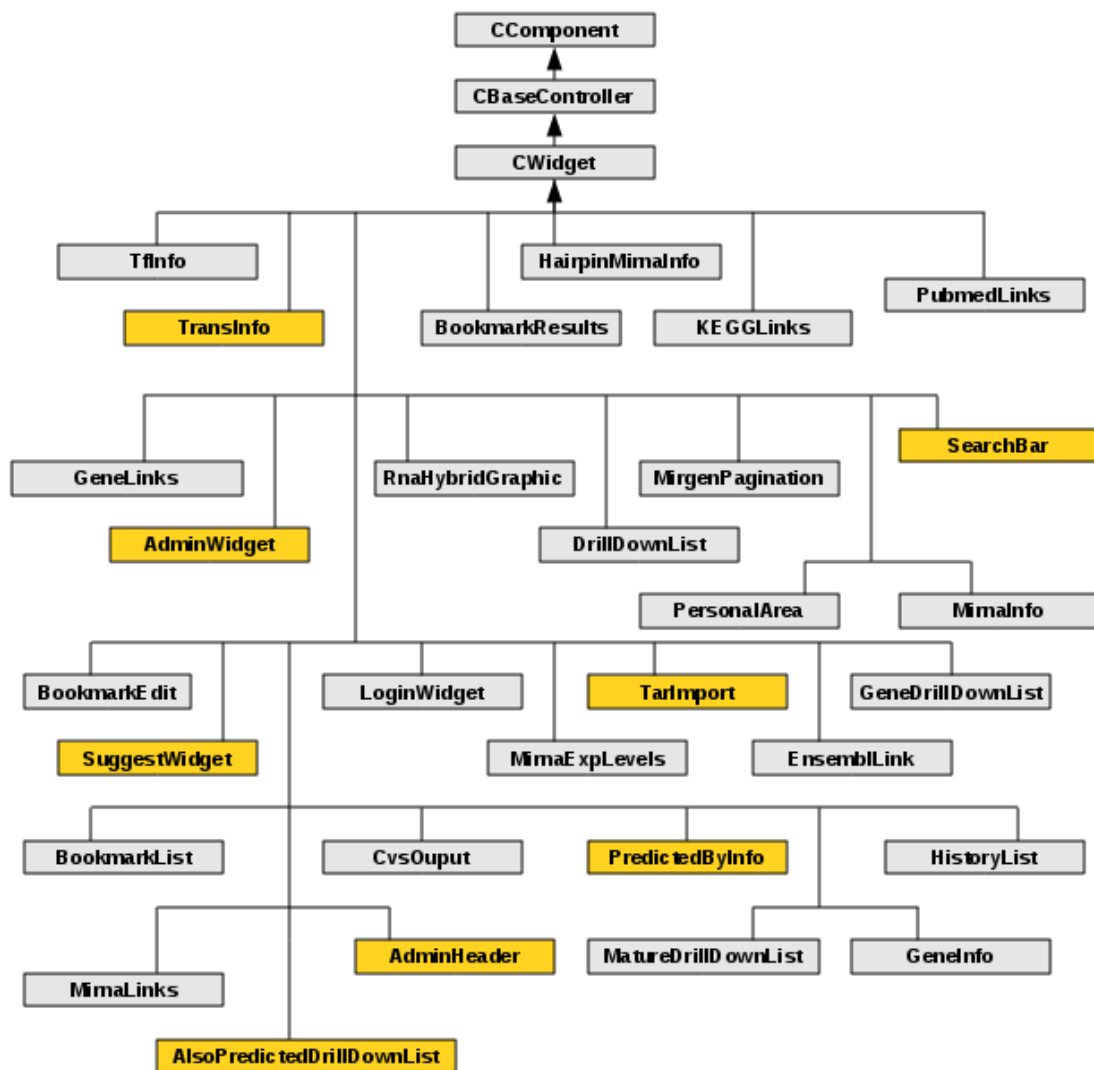 CComponent
CBaseController
CWidget
TfInfo
HairpinMirnaInfo
PubmedLinks
TransInfo
BookmarkResults
KEGGLinks
SearchBar
GeneLinks
RnaHybridGraphic
MirgenPagination
AdminWidget
DrillDownList
PersonalArea
MirnaInfo
BookmarkEdit
LoginWidget
TarImport
GeneDrillDownList
SuggestWidget
MirnaExpLevels
EnsemblLink
BookmarkList
CvsOuput
PredictedByInfo
HistoryList
AdminHeader
MatureDrillDownList
GeneInfo
MirnaLinks
AlsoPredictedDrillDownList